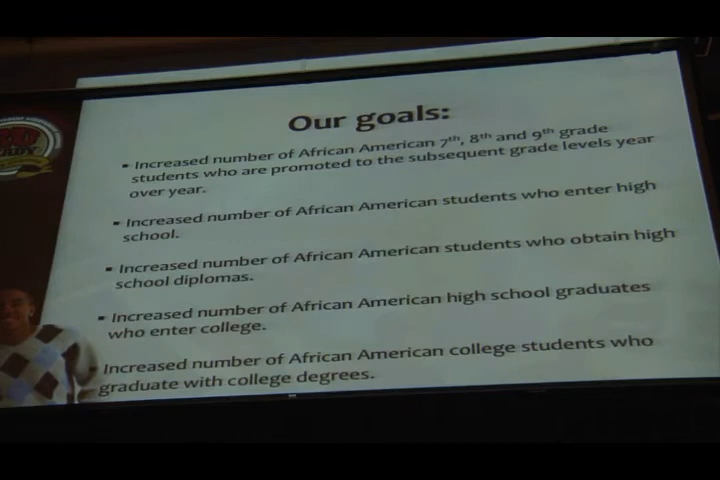 Our goals:
▪ Increased number of African American 7th, 8th and 9th grade
students who are promoted to the subsequent grade levels year
over year.
▪ Increased number of African American students who enter high
school.
▪ Increased number of African American students who obtain high
school diplomas.
▪ Increased number of African American high school graduates
who enter college.
Increased number of African American college students who
graduate with college degrees.